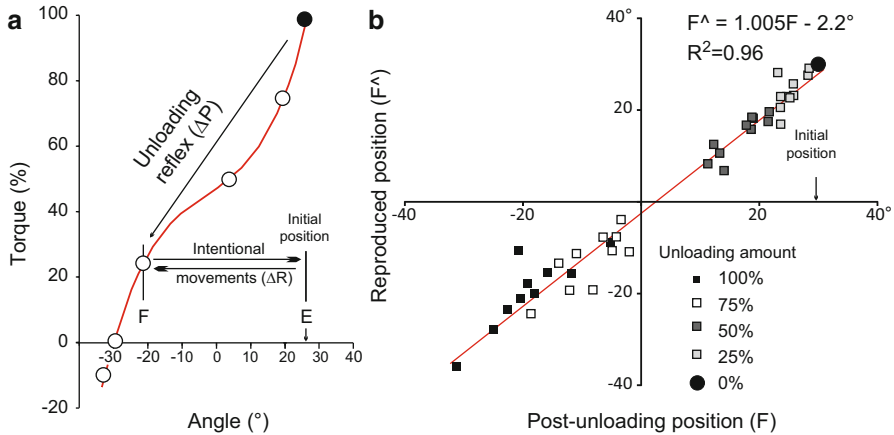 a
100
80
60
40
20
0
-20
Torque (%)
Unloading
reflex (ΔP)
Initial
position
Intentional
movements (ΔR)
F
E
-30
-20
-10
0
10
20
30
40
Angle (°)
b
F^ = 1.005F - 2.2°
R²=0.96
40°
20
-20
-40
-40
-20
20
40°
Reproduced position (F^)
Initial
position
Unloading amount
100%
75%
50%
25%
0%
Post-unloading position (F)